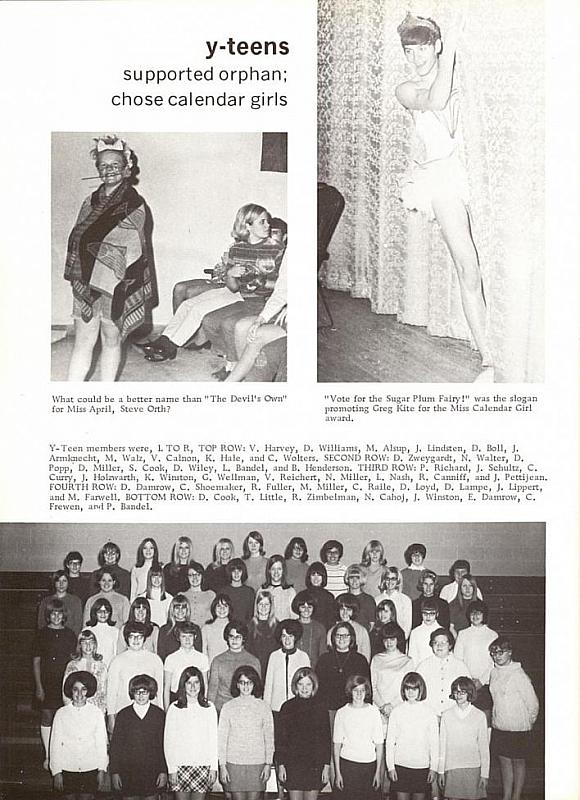 y-teens
supported orphan;
chose calendar girls
What could be a better name than "The Devil's Own"
for Miss April, Steve Orth?
"Vote for the Sugar Plum Fairy!" was the slogan
promoting Greg Kite for the Miss Calendar Girl
award.
Y-Teen members were, L TO R, TOP ROW: V. Harvey, D. Williams, M. Alsup, J. Lindsten, D. Boll, J.
Armknecht, M. Walz, V. Calnon, K. Hale, and C. Wolters. SECOND ROW: D. Zweygardt, N. Walter, D.
Popp, D. Miller, S. Cook, D. Wiley, L. Bandel, and B. Henderson. THIRD ROW: P. Richard, J. Schultz, C.
Curry, J. Holzwarth, K. Winston, G. Wellman, V. Reichert, N. Miller, L. Nash, R. Canniff, and J. Pettijean.
FOURTH ROW: D. Damrow, C. Shoemaker, R. Fuller, M. Miller, C. Raile, D. Loyd, D. Lampe, J. Lippert,
and M. Farwell. BOTTOM ROW: D. Cook, T. Little, R. Zimbelman, N. Cahoj, J. Winston, E. Damrow, C.
Frewen, and P. Bandel.